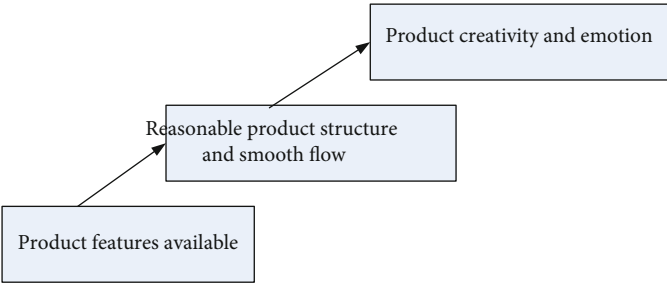 Product creativity and emotion
Reasonable product structure
and smooth flow
Product features available